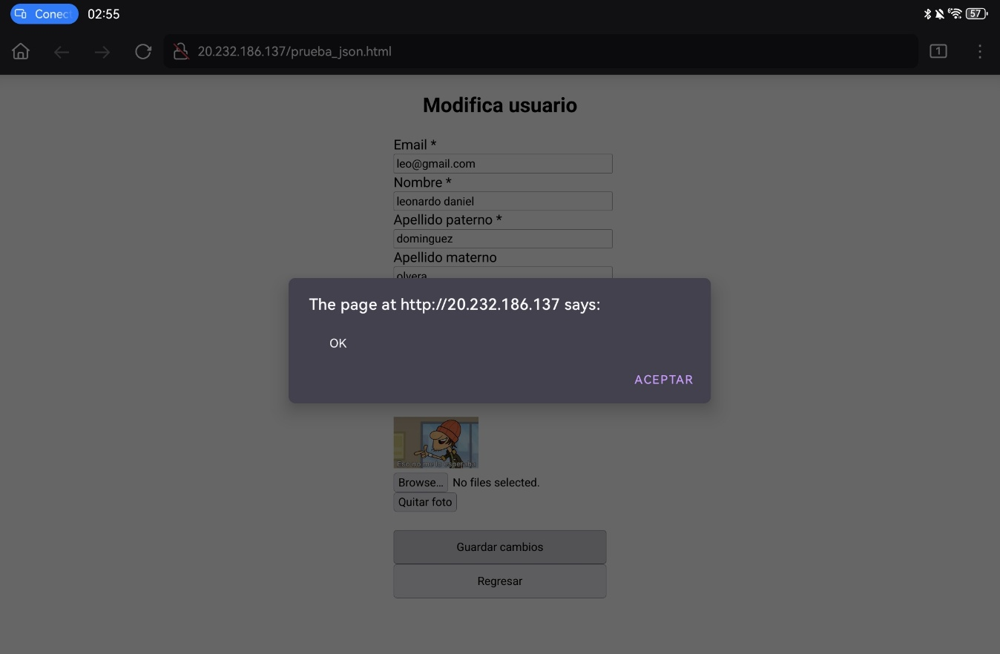 Conec
02:55
57
20.232.186.137/prueba_json.html
1
Modifica usuario
Email *
leo@gmail.com
Nombre *
leonardo daniel
Apellido paterno *
dominguez
Apellido materno
olvera
The page at http://20.232.186.137 says:
OK
ACEPTAR
Eso no me lo esperaba
Browse... No files selected.
Quitar foto
Guardar cambios
Regresar